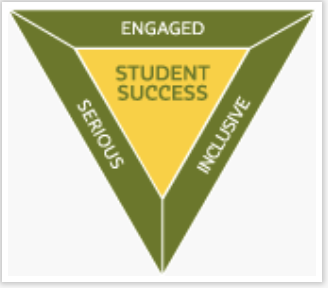 ENGAGED
STUDENT
SUCCESS
SERIOUS
INCLUSIVE